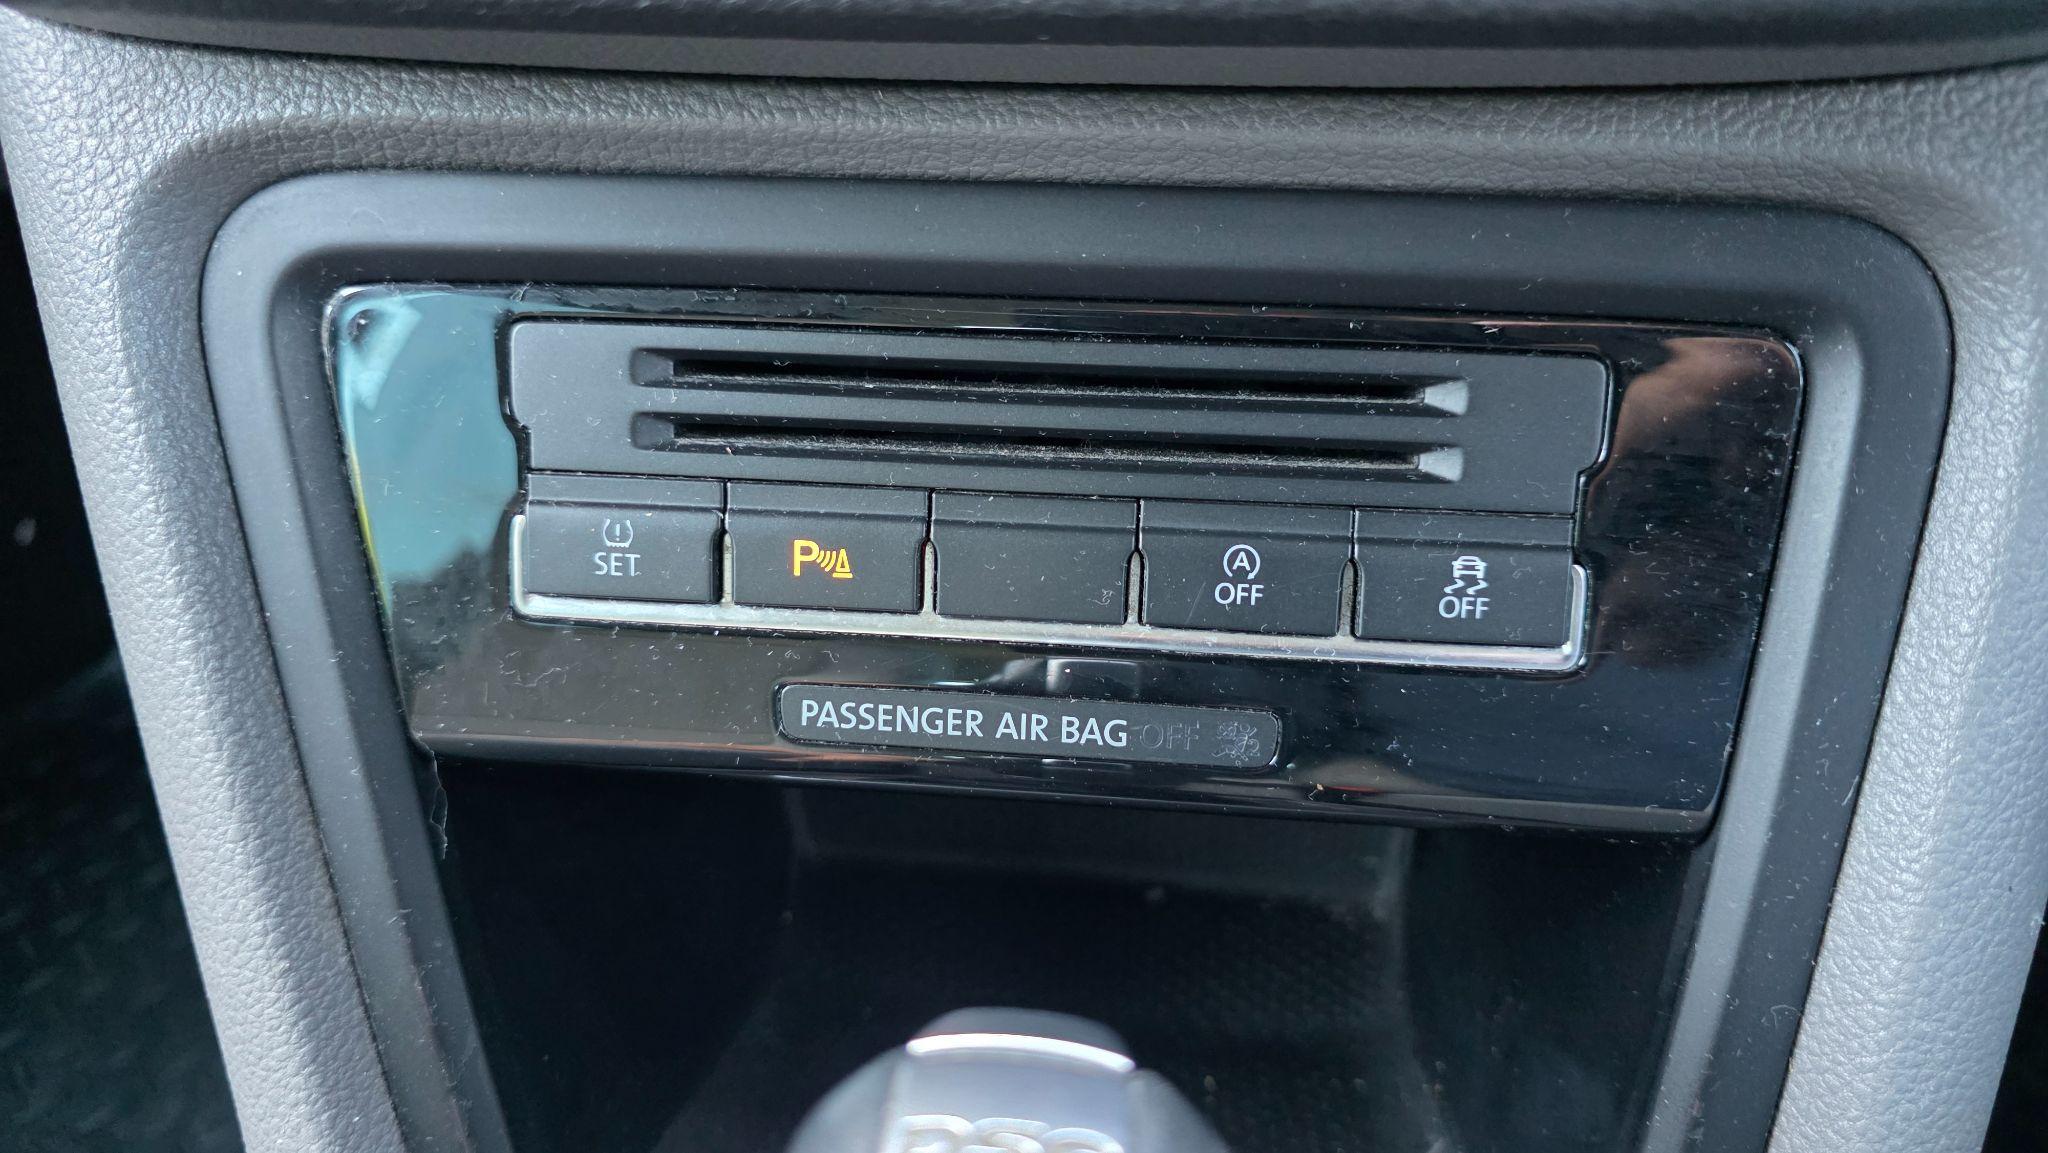 SET
P
A
OFF
OFF
PASSENGER AIR BAG OFF